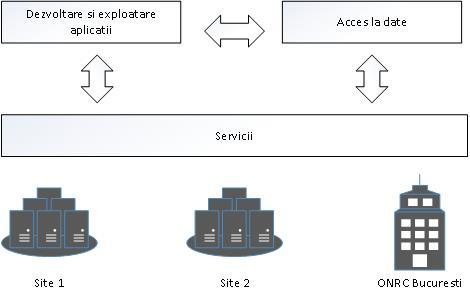 Dezvoltare si exploatare
aplicatii
Acces la date
Servicii
Site 1
Site 2
ONRC Bucuresti